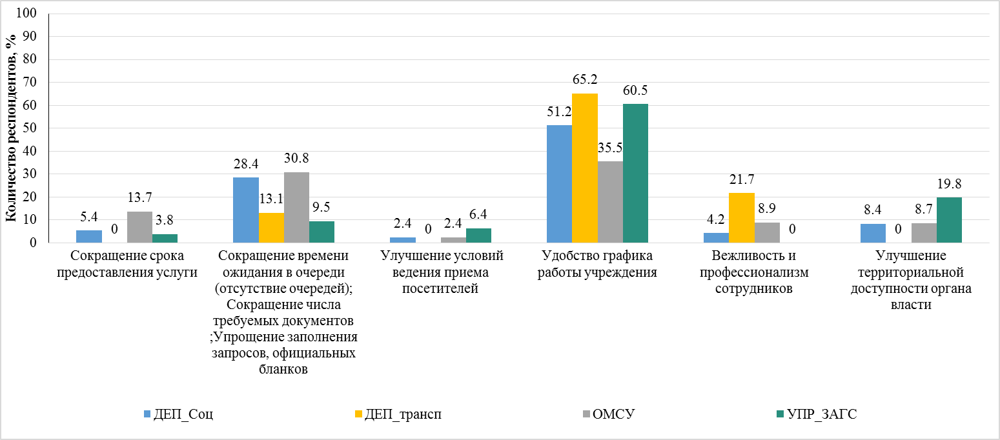 Количество респондентов, %
100
90
80
70
60
50
40
30
20
10
0
5.4
0
13.7
3.8
28.4
13.1
30.8
9.5
2.4
0
2.4
6.4
51.2
65.2
35.5
60.5
4.2
21.7
8.9
0
8.4
0
8.7
19.8
Сокращение срока
предоставления услуги
Сокращение времени
ожидания в очереди
(отсутствие очередей);
Сокращение числа
требуемых документов
;Упрощение заполнения
запросов, официальных
бланков
Улучшение условий
ведения приема
посетителей
Удобство графика
работы учреждения
Вежливость и
профессионализм
сотрудников
Улучшение
территориальной
доступности органа
власти
ДЕП_Соц
ДЕП_трансп
ОМСУ
УПР_ЗАГС